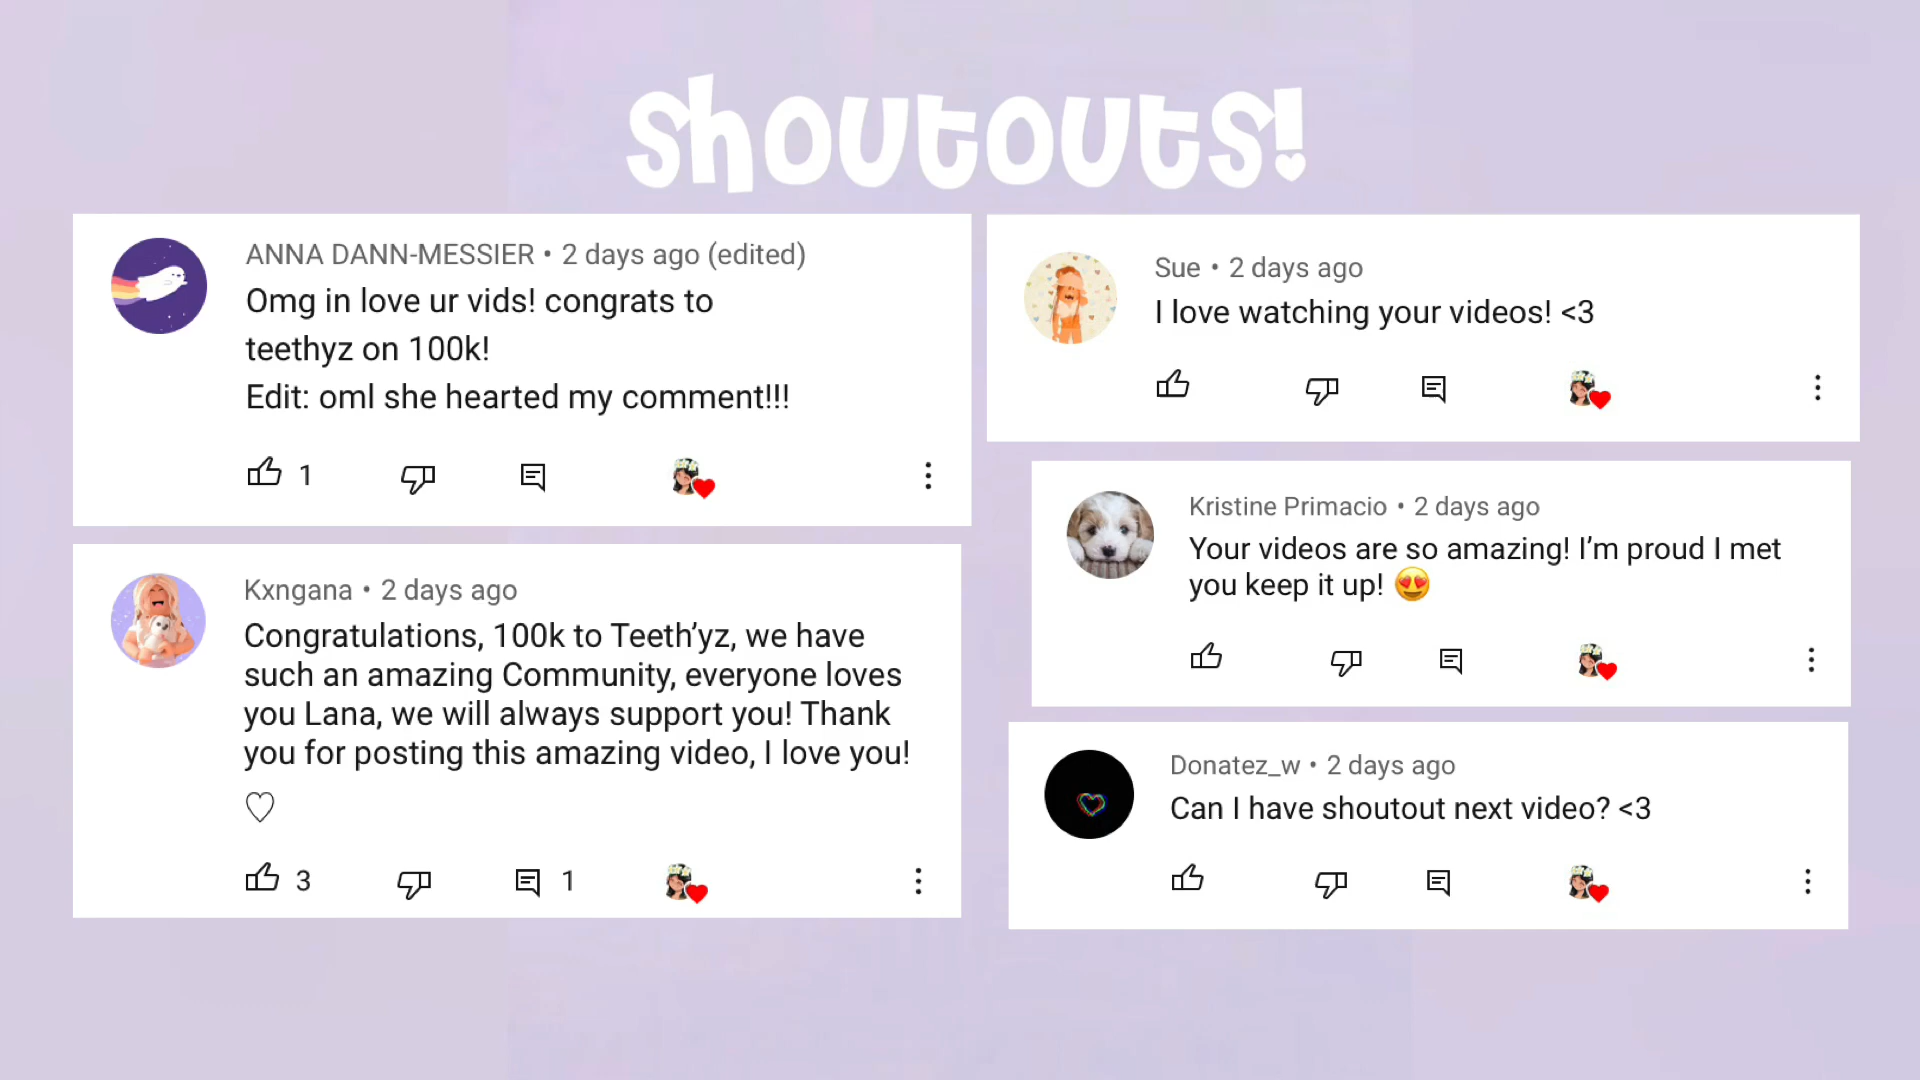 shoutouts!
ANNA DANN-MESSIER • 2 days ago (edited)
Omg in love ur vids! congrats to
teethyz on 100k!
Edit: oml she hearted my comment!!!
1
Kxngana • 2 days ago
Congratulations, 100k to Teeth’yz, we have
such an amazing Community, everyone loves
you Lana, we will always support you! Thank
you for posting this amazing video, I love you!
♡
3 1
Sue • 2 days ago
I love watching your videos! <3
Kristine Primacio • 2 days ago
Your videos are so amazing! I’m proud I met
you keep it up! 😍
Donatez_w • 2 days ago
Can I have shoutout next video? <3